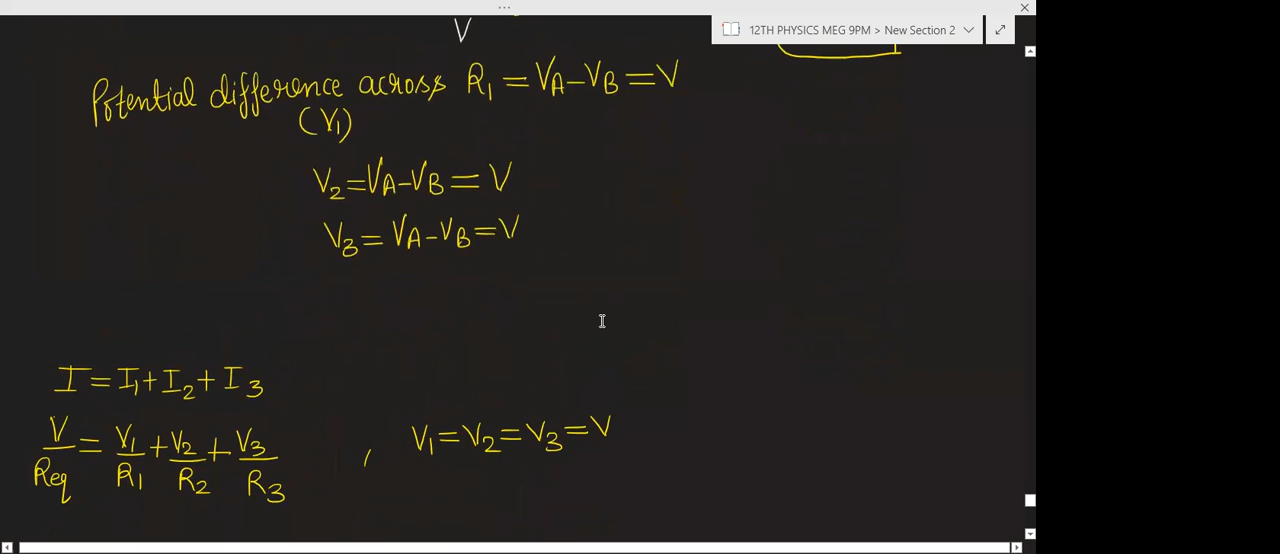 12TH PHYSICS MEG 9PM > New Section 2
V
Potential difference across R₁ = V_A − V_B = V
(V₁)
V₂ = V_A − V_B = V
V₃ = V_A − V_B = V
I = I₁ + I₂ + I₃
V/Req = V₁/R₁ + V₂/R₂ + V₃/R₃ , V₁ = V₂ = V₃ = V